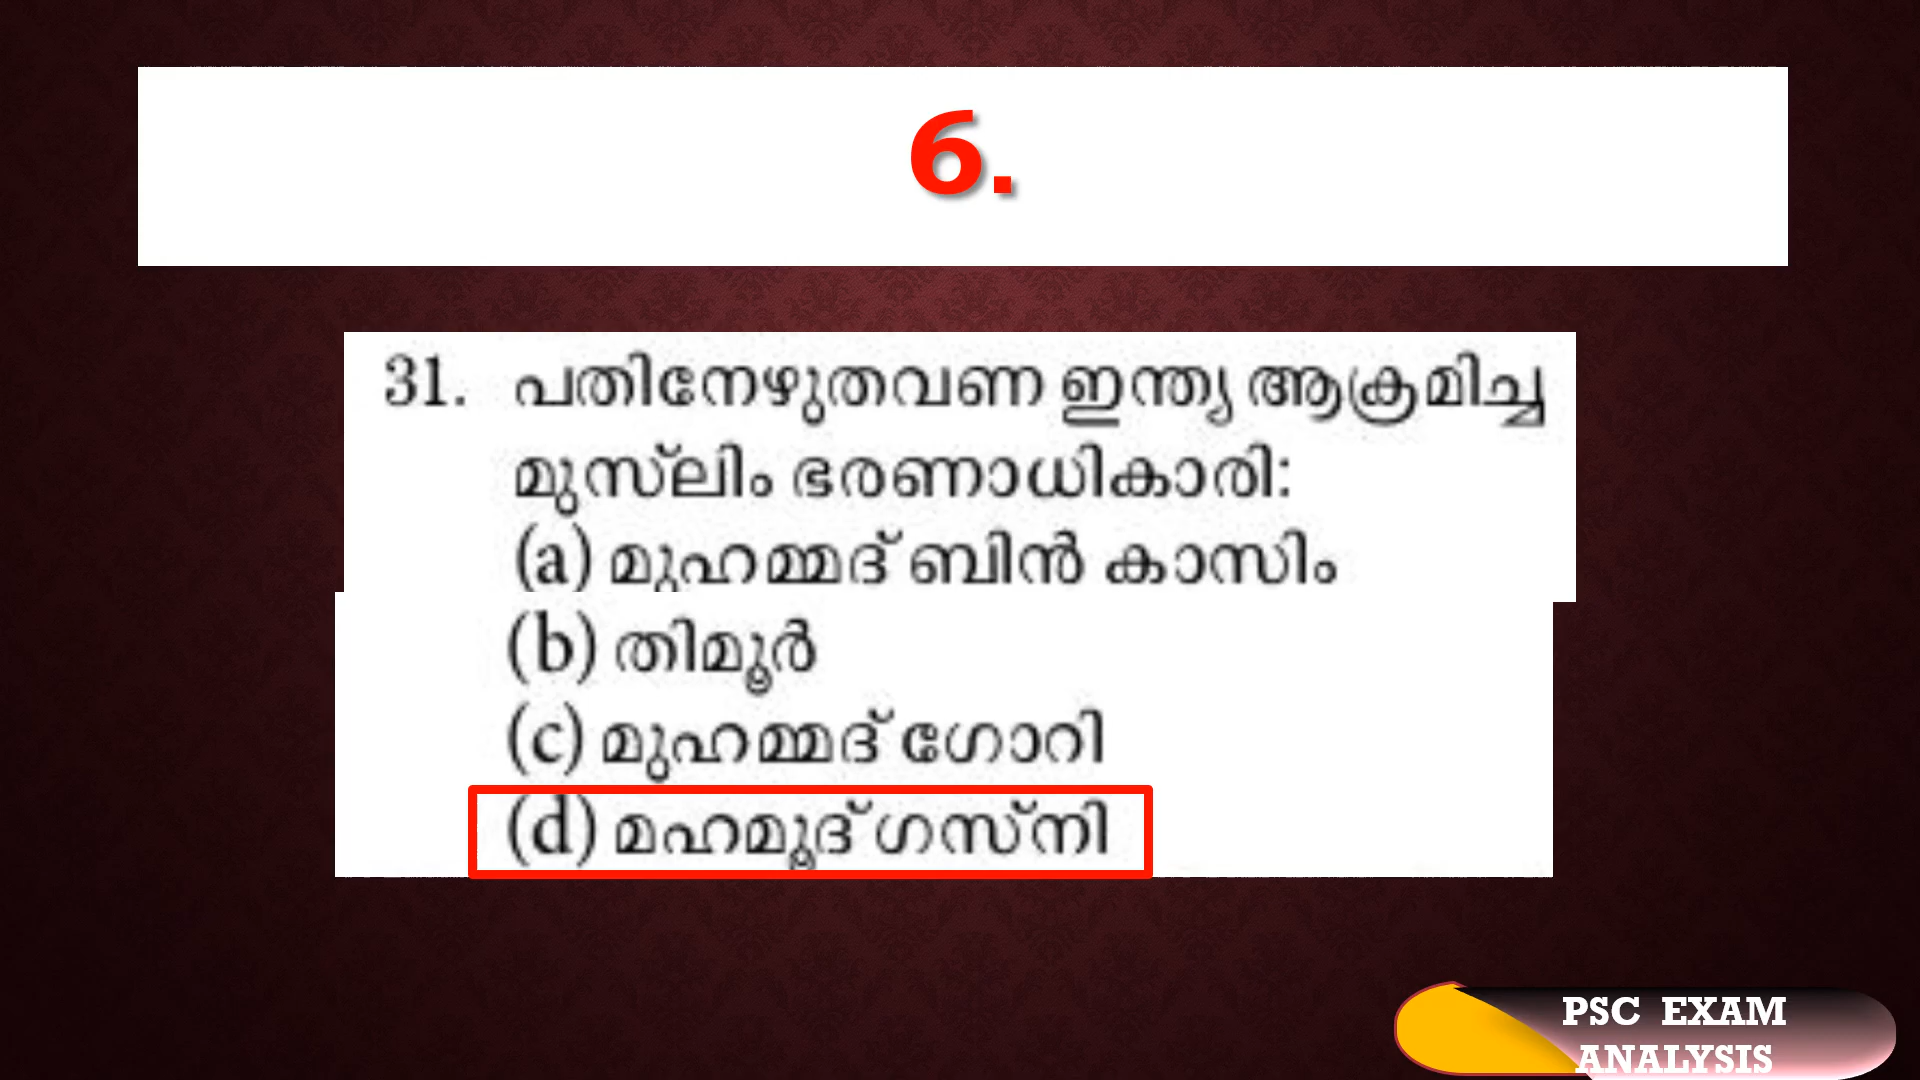 6.
31. പതിനേഴുതവണ ഇന്ത്യ ആക്രമിച്ച
മുസ്‌ലിം ഭരണാധികാരി:
(a) മുഹമ്മദ് ബിൻ കാസിം
(b) തിമൂർ
(c) മുഹമ്മദ് ഗോറി
(d) മഹമൂദ് ഗസ്നി
PSC EXAM
ANALYSIS